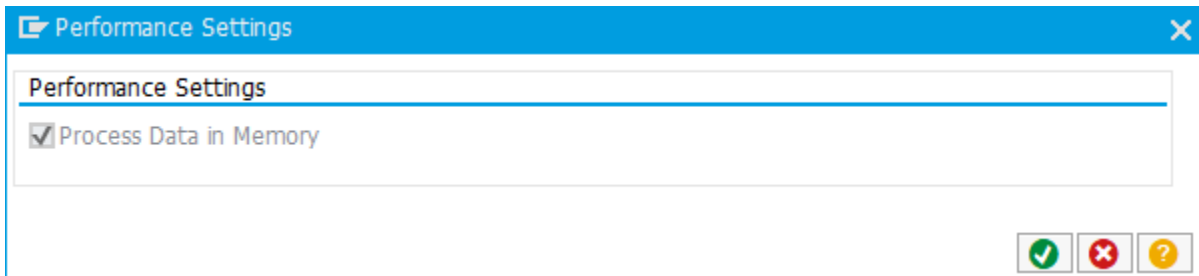 Performance Settings
Performance Settings
Process Data in Memory
?